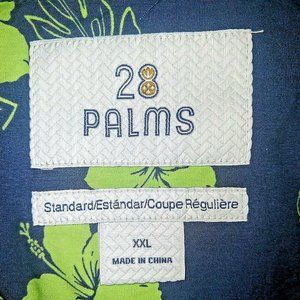 28
PALMS
Standard/Estándar/Coupe Régulière
XXL
MADE IN CHINA